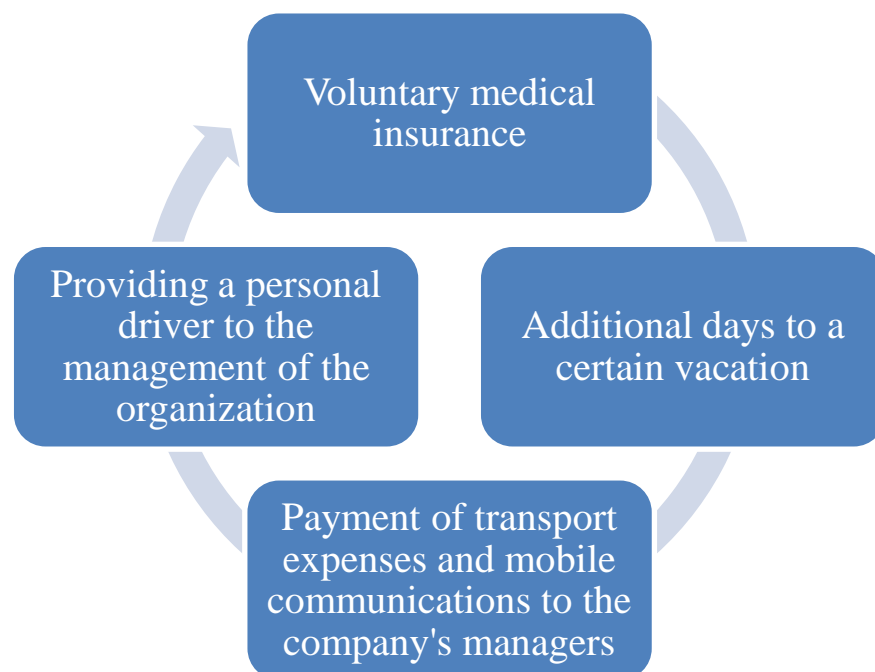 Voluntary medical
insurance
Additional days to a
certain vacation
Payment of transport
expenses and mobile
communications to the
company's managers
Providing a personal
driver to the
management of the
organization